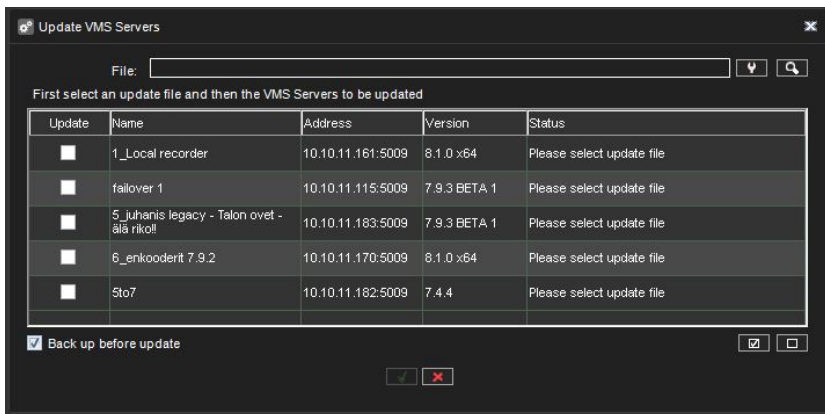 Update VMS Servers
File:
First select an update file and then the VMS Servers to be updated
Update Name Address Version Status
1_Local recorder 10.10.11.161:5009 8.1.0 x64 Please select update file
failover 1 10.10.11.115:5009 7.9.3 BETA 1 Please select update file
5_juhanis legacy - Talon ovet -
älä riko!! 10.10.11.183:5009 7.9.3 BETA 1 Please select update file
6_enkooderit 7.9.2 10.10.11.170:5009 8.1.0 x64 Please select update file
5to7 10.10.11.182:5009 7.4.4 Please select update file
Back up before update